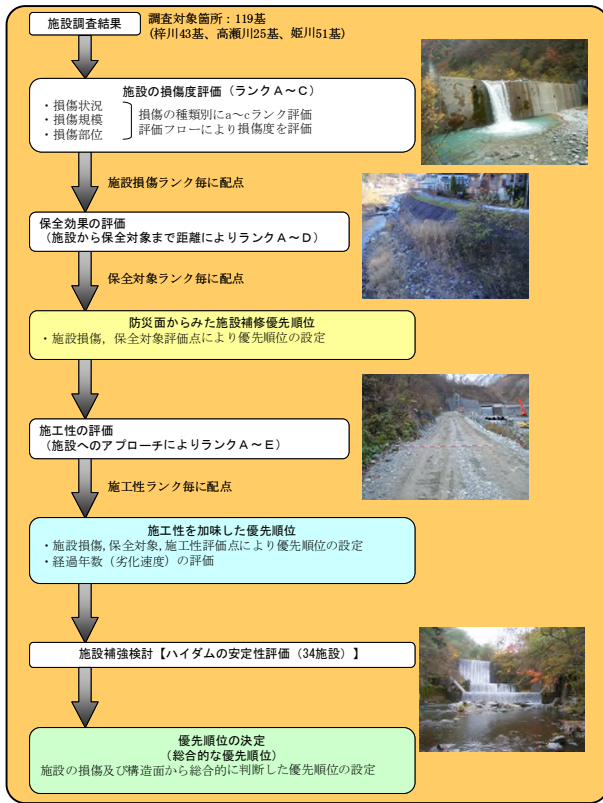 施設調査結果
調査対象箇所：119基
(梓川43基、高瀬川25基、姫川51基)
施設の損傷度評価（ランクA～C）
・損傷状況
・損傷規模
・損傷部位
損傷の種類別にa～cランク評価
評価フローにより損傷度を評価
施設損傷ランク毎に配点
保全効果の評価
（施設から保全対象まで距離によりランクA～D）
保全対象ランク毎に配点
防災面からみた施設補修優先順位
・施設損傷，保全対象評価点により優先順位の設定
施工性の評価
（施設へのアプローチによりランクA～E）
施工性ランク毎に配点
施工性を加味した優先順位
・施設損傷,保全対象,施工性評価点により優先順位の設定
・経過年数（劣化速度）の評価
施設補強検討【ハイダムの安定性評価（34施設）】
優先順位の決定
（総合的な優先順位）
施設の損傷及び構造面から総合的に判断した優先順位の設定